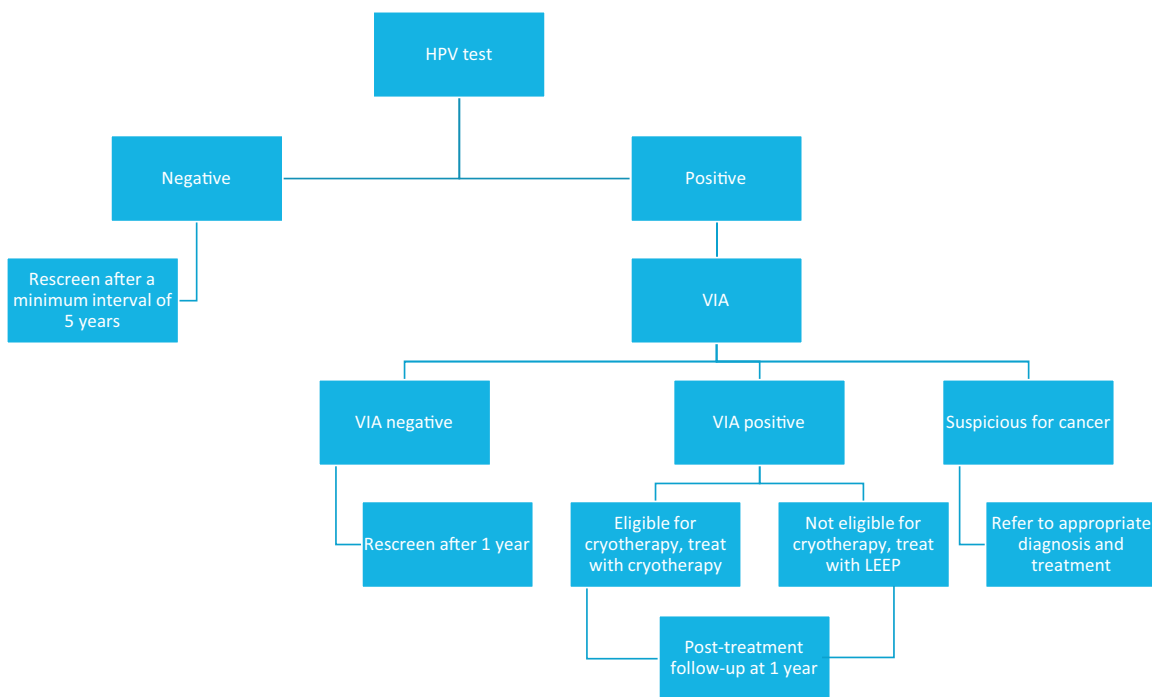 HPV test
Negative
Positive
Rescreen after a
minimum interval of
5 years
VIA
VIA negative
VIA positive
Suspicious for cancer
Rescreen after 1 year
Eligible for
cryotherapy, treat
with cryotherapy
Not eligible for
cryotherapy, treat
with LEEP
Refer to appropriate
diagnosis and
treatment
Post-treatment
follow-up at 1 year